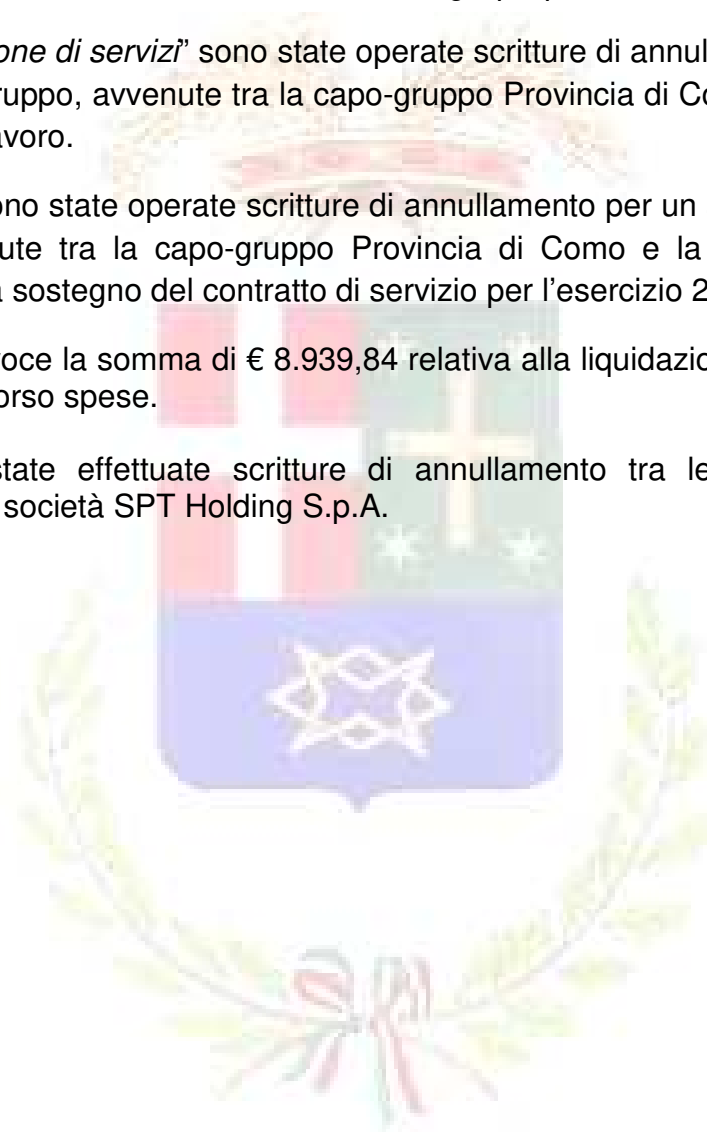 one di servizi” sono state operate scritture di annul
ruppo, avvenute tra la capo-gruppo Provincia di Co
avoro.
ono state operate scritture di annullamento per un
ute tra la capo-gruppo Provincia di Como e la
a sostegno del contratto di servizio per l’esercizio 2
voce la somma di € 8.939,84 relativa alla liquidazio
orso spese.
state effettuate scritture di annullamento tra le
società SPT Holding S.p.A.